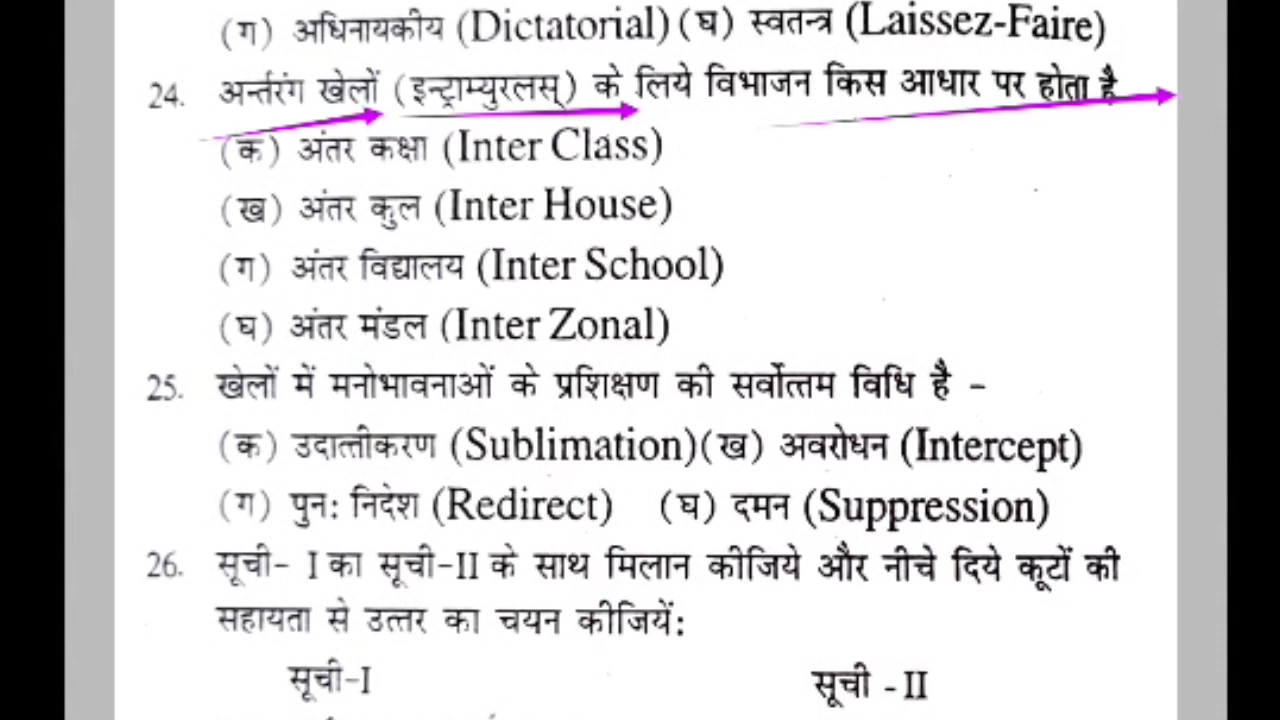 (ग) अधिनायकीय (Dictatorial) (घ) स्वतन्त्र (Laissez-Faire)
24. अर्न्तरंग खेलों (इन्ट्राम्युरलस्) के लिये विभाजन किस आधार पर होता है
(क) अंतर कक्षा (Inter Class)
(ख) अंतर कुल (Inter House)
(ग) अंतर विद्यालय (Inter School)
(घ) अंतर मंडल (Inter Zonal)
25. खेलों में मनोभावनाओं के प्रशिक्षण की सर्वोत्तम विधि है -
(क) उदात्तीकरण (Sublimation) (ख) अवरोधन (Intercept)
(ग) पुन: निदेश (Redirect) (घ) दमन (Suppression)
26. सूची- I का सूची-II के साथ मिलान कीजिये और नीचे दिये कूटों की
सहायता से उत्तर का चयन कीजियें:
सूची-I सूची -II